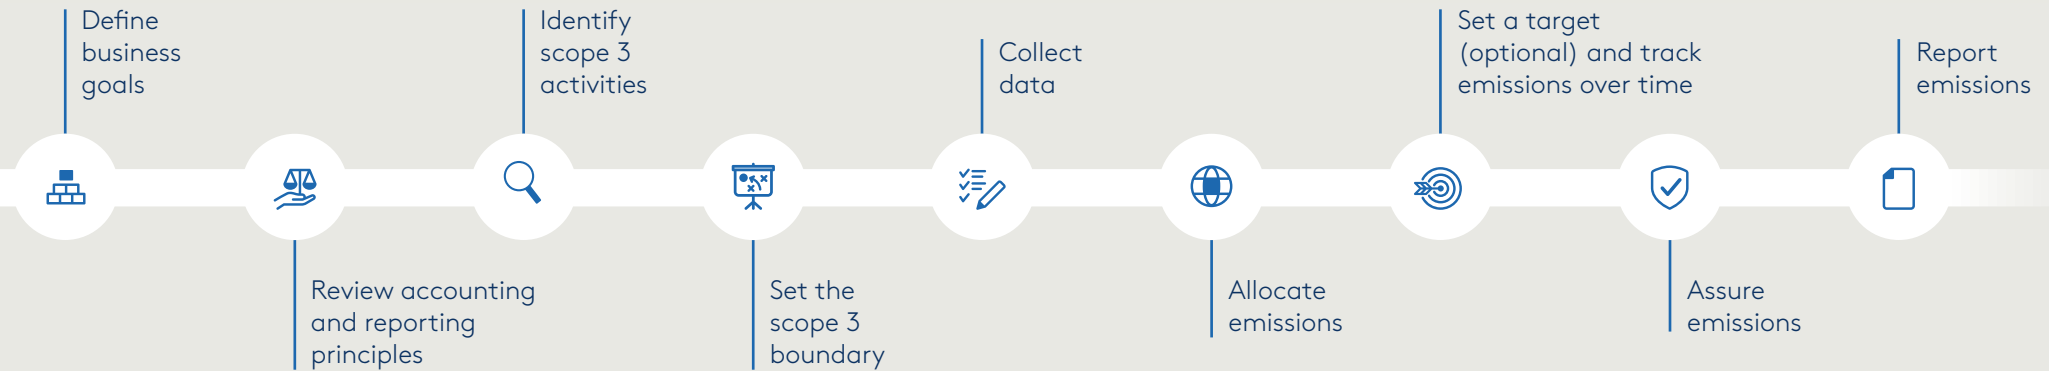 Define
business
goals
Review accounting
and reporting
principles
Identify
scope 3
activities
Set the
scope 3
boundary
Collect
data
Allocate
emissions
Set a target
(optional) and track
emissions over time
Assure
emissions
Report
emissions